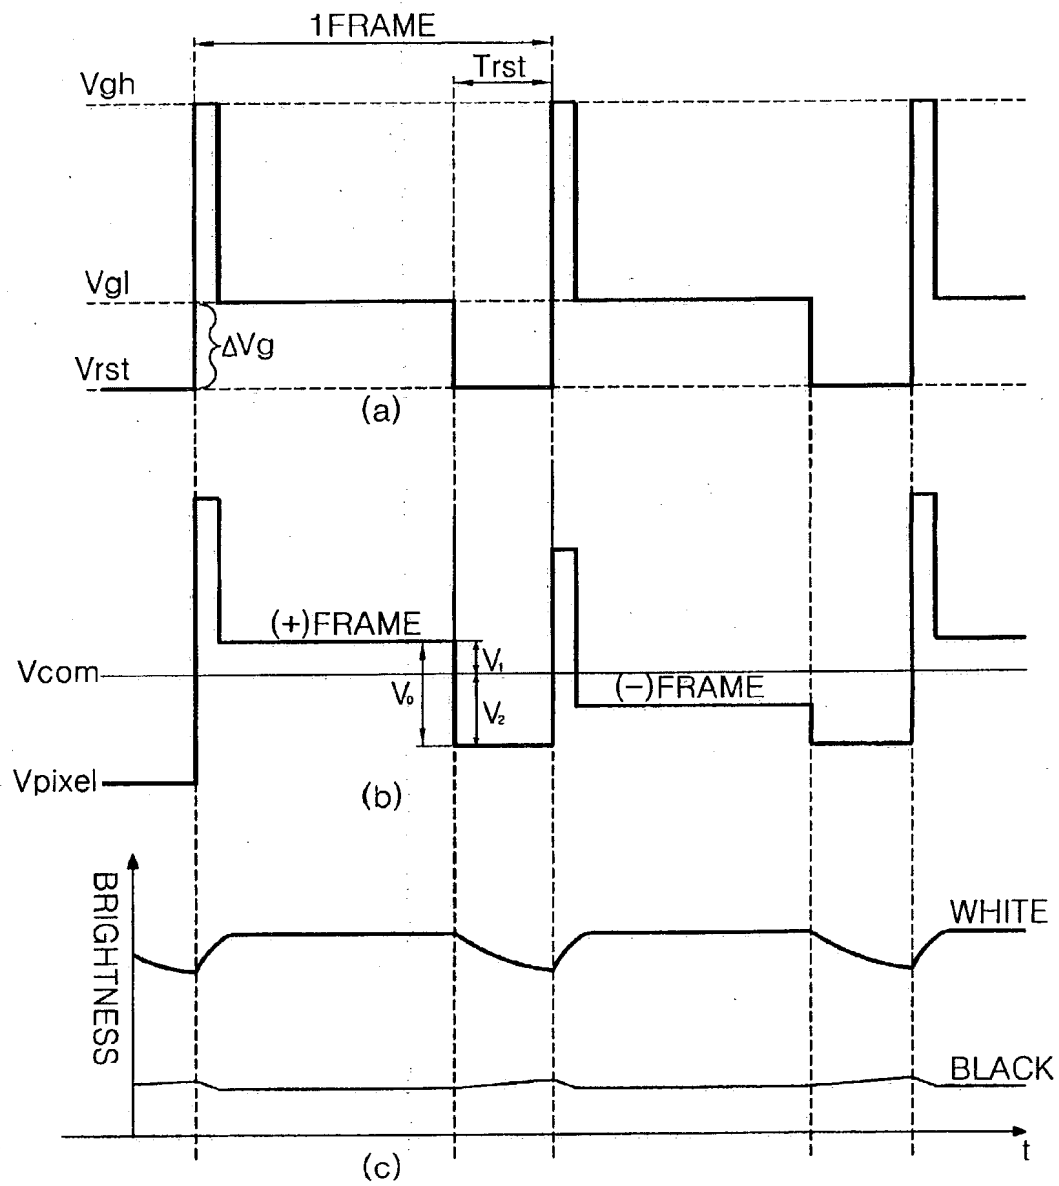 1FRAME
Trst
Vgh
Vgl
ΔVg
Vrst
(a)
(+)FRAME
Vcom
V₁
V₀
V₂
(−)FRAME
Vpixel
(b)
BRIGHTNESS
WHITE
BLACK
t
(c)